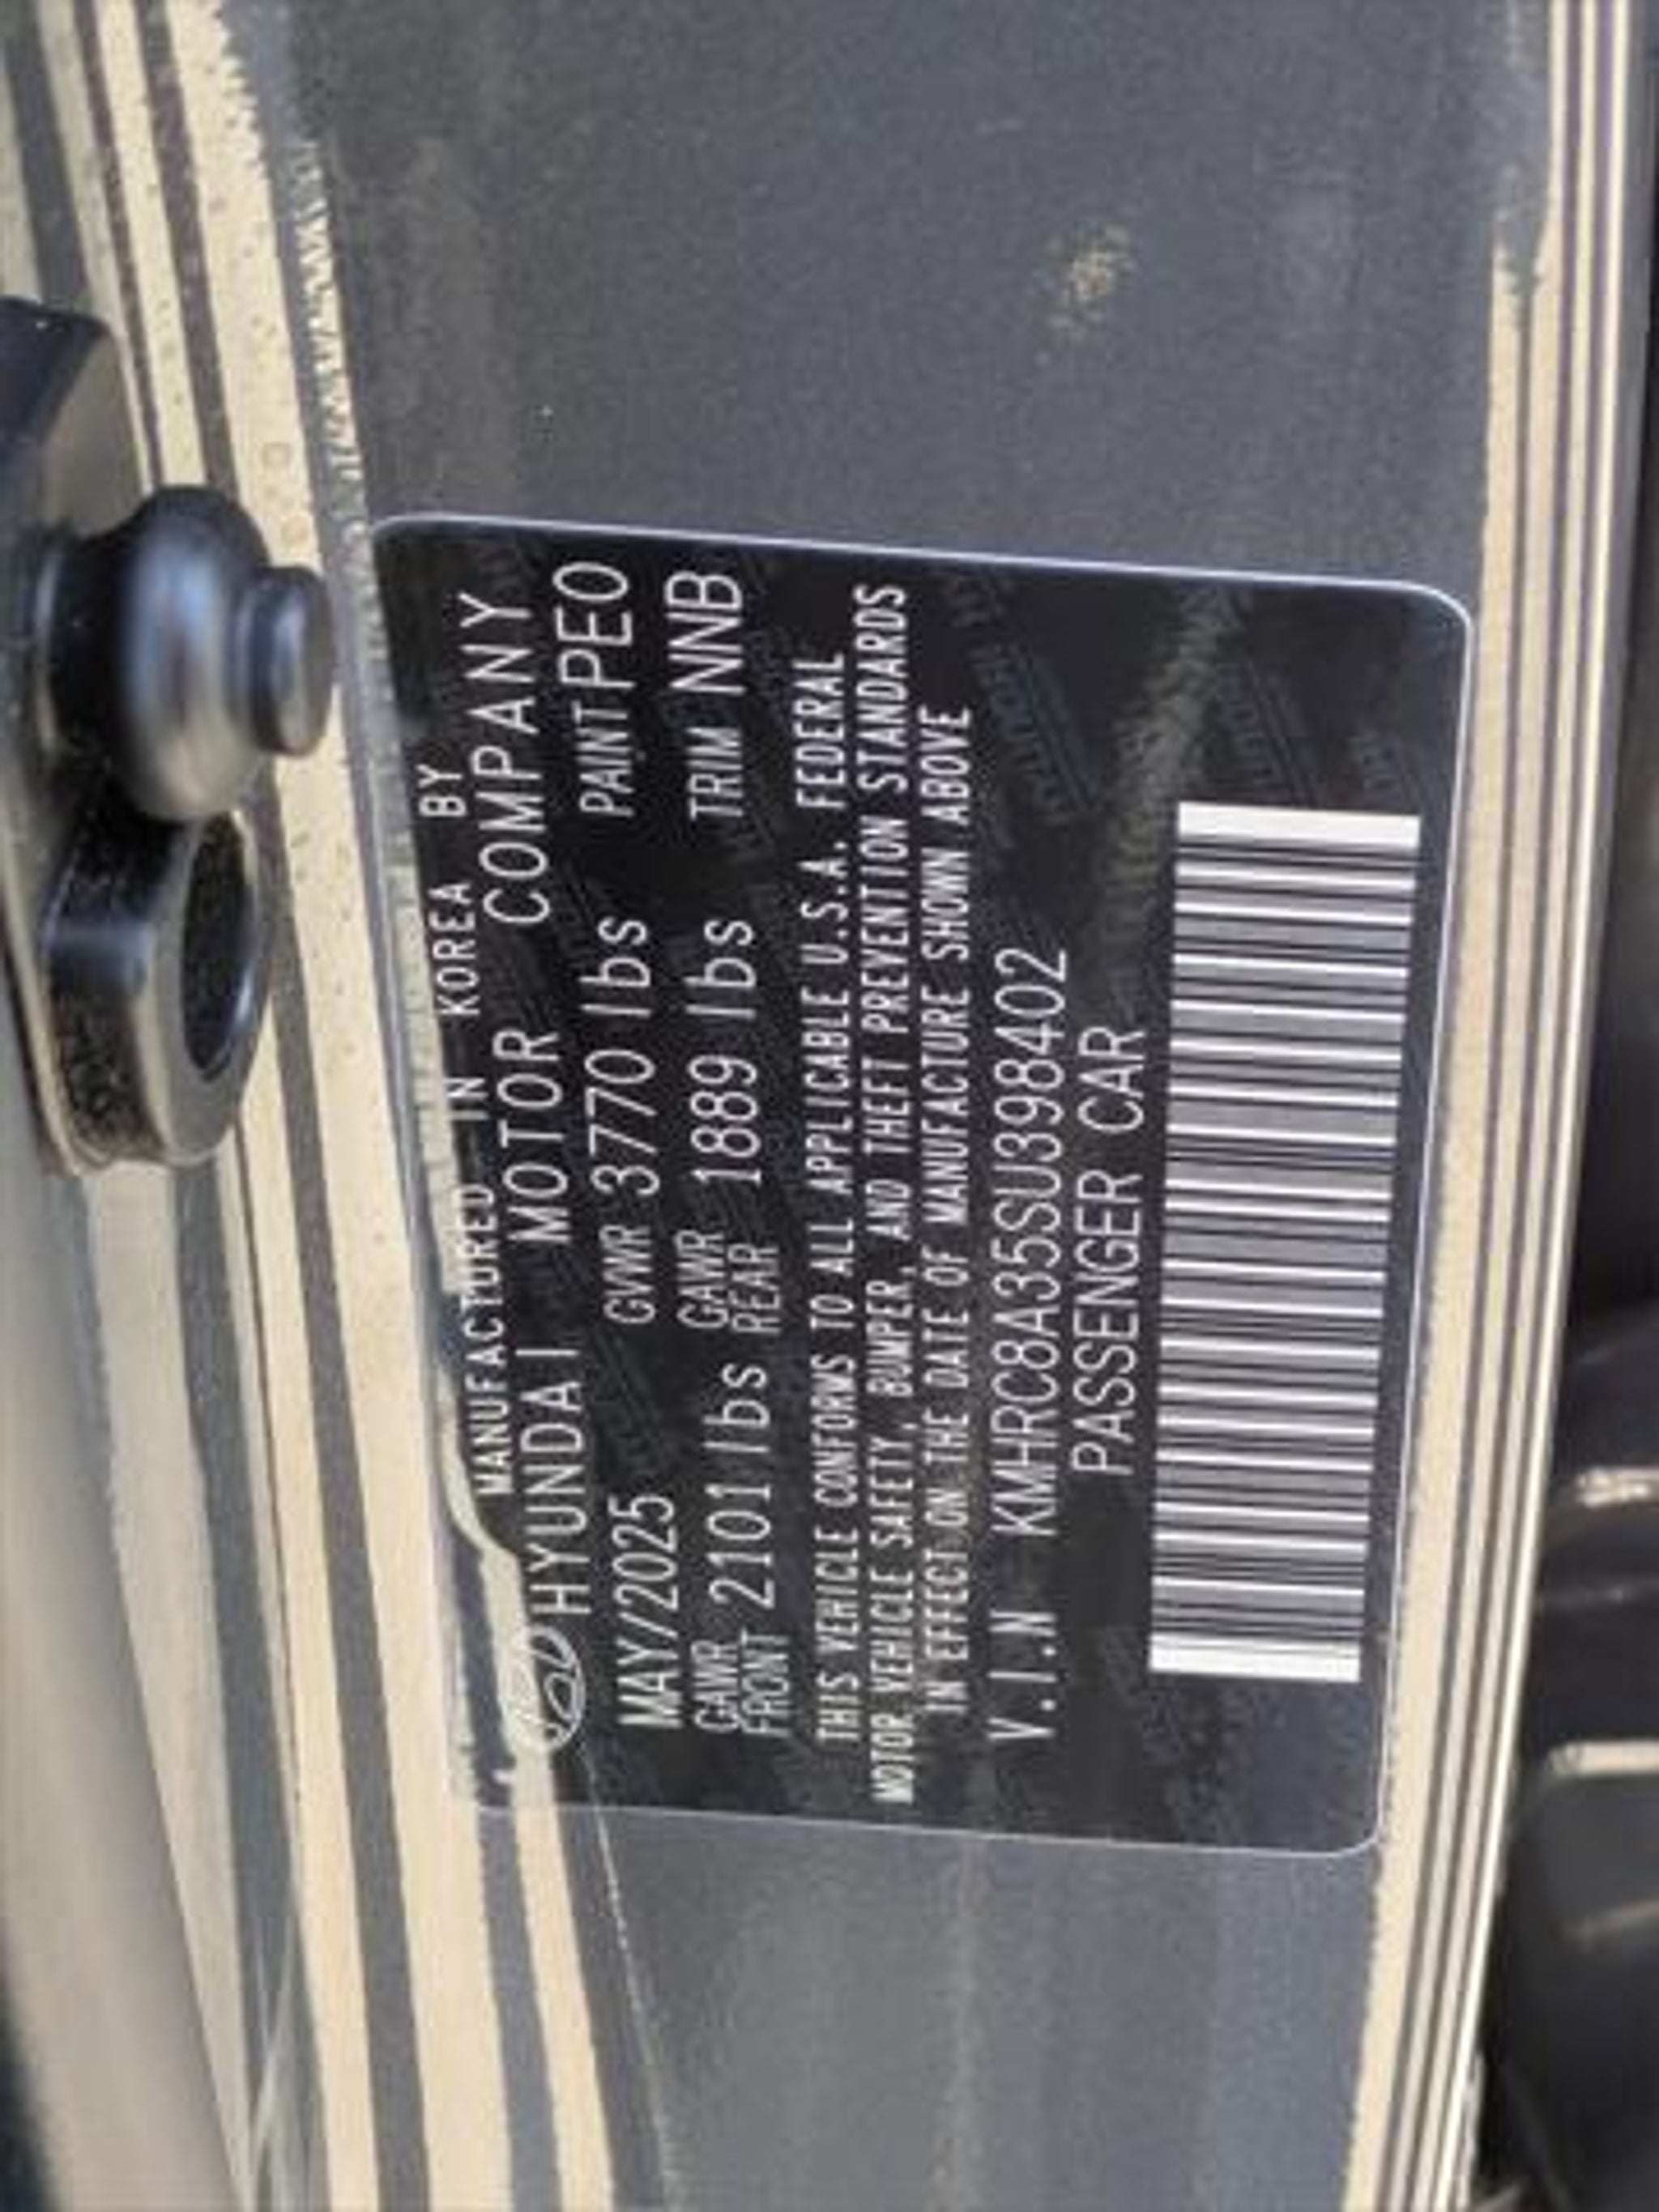 MANUFACTURED IN KOREA BY
HYUNDAI MOTOR COMPANY
MAY/2025 GVWR 3770 lbs PAINT PEO
GAWR FRONT 2101 lbs GAWR REAR 1889 lbs TRIM NNB
THIS VEHICLE CONFORMS TO ALL APPLICABLE U.S.A. FEDERAL
MOTOR VEHICLE SAFETY, BUMPER, AND THEFT PREVENTION STANDARDS
IN EFFECT ON THE DATE OF MANUFACTURE SHOWN ABOVE
V.I.N KMHRC8A35SU398402
PASSENGER CAR